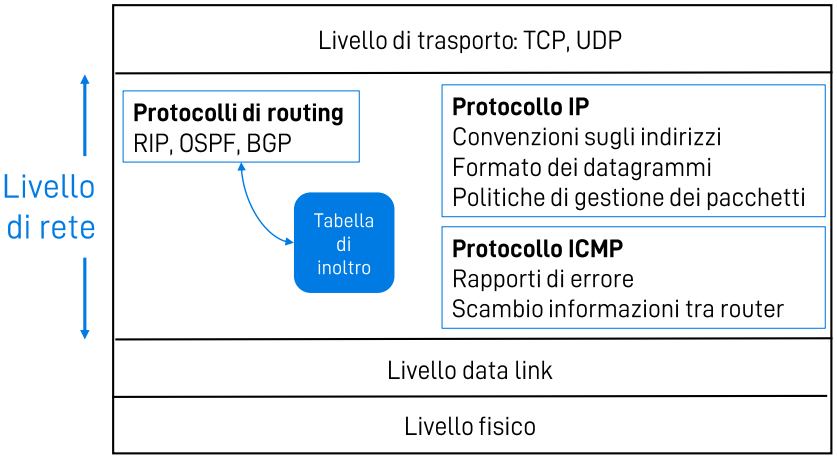 Livello di trasporto: TCP, UDP
Livello
di rete
Protocolli di routing
RIP, OSPF, BGP
Tabella
di
inoltro
Protocollo IP
Convenzioni sugli indirizzi
Formato dei datagrammi
Politiche di gestione dei pacchetti
Protocollo ICMP
Rapporti di errore
Scambio informazioni tra router
Livello data link
Livello fisico